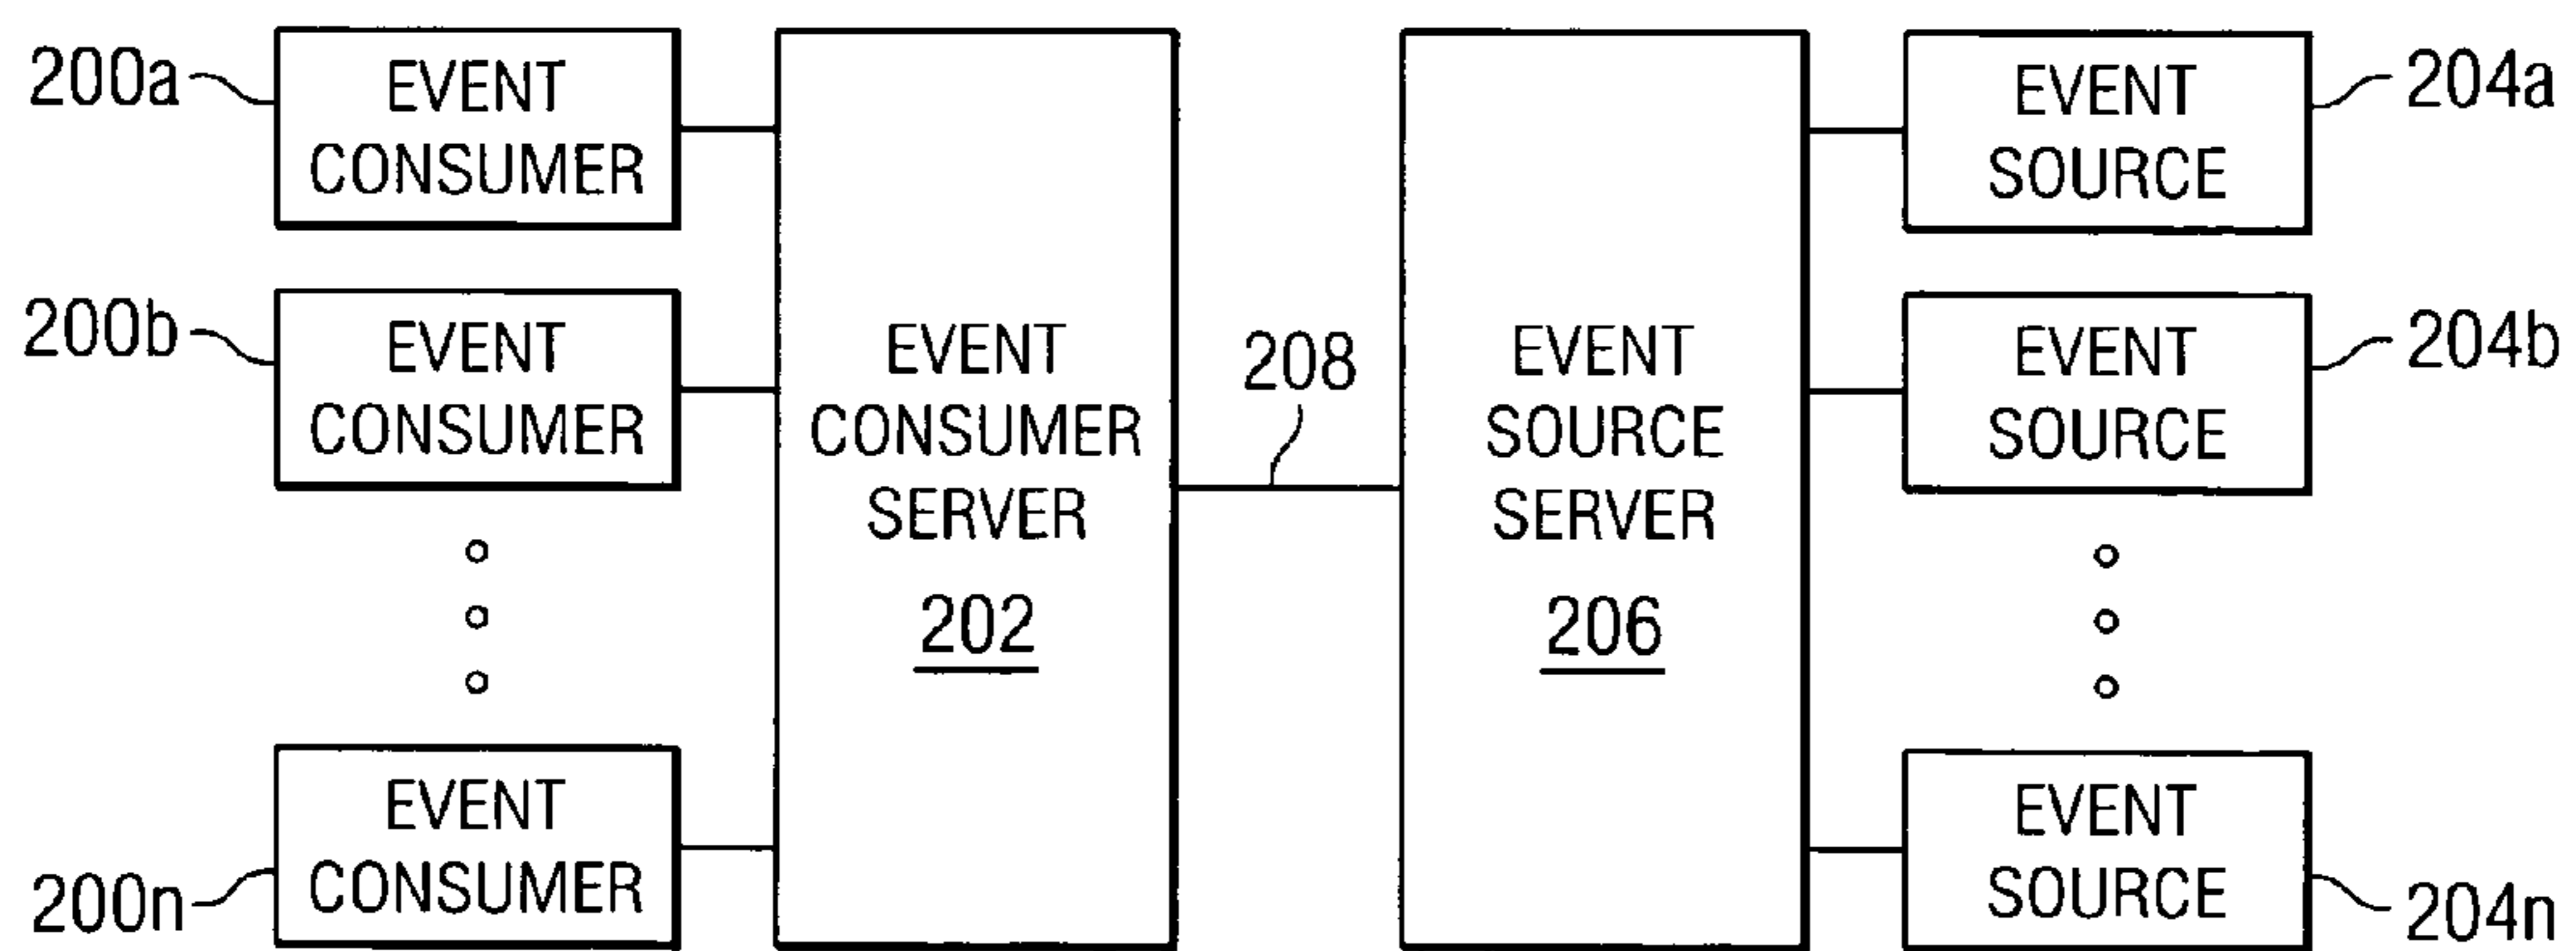 200a
EVENT
CONSUMER
200b
EVENT
CONSUMER
200n
EVENT
CONSUMER
EVENT
CONSUMER
SERVER
202
208
EVENT
SOURCE
SERVER
206
EVENT
SOURCE
204a
EVENT
SOURCE
204b
EVENT
SOURCE
204n